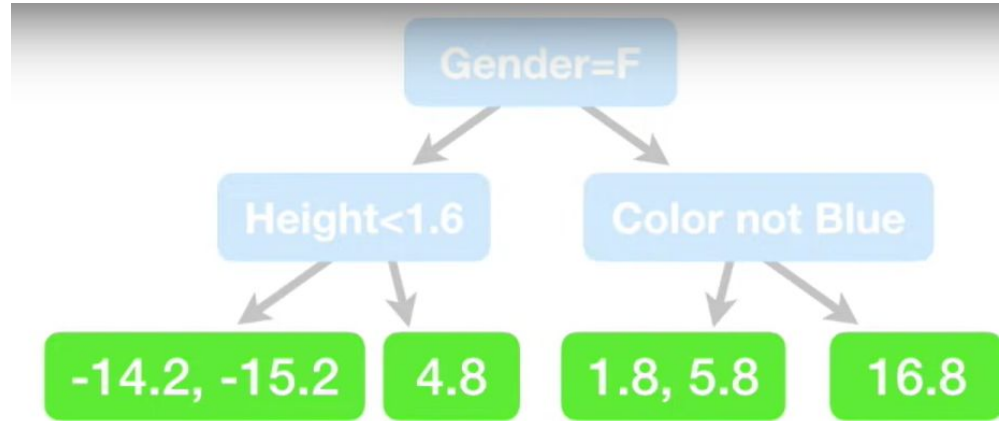 Gender=F
Height<1.6
Color not Blue
-14.2, -15.2
4.8
1.8, 5.8
16.8